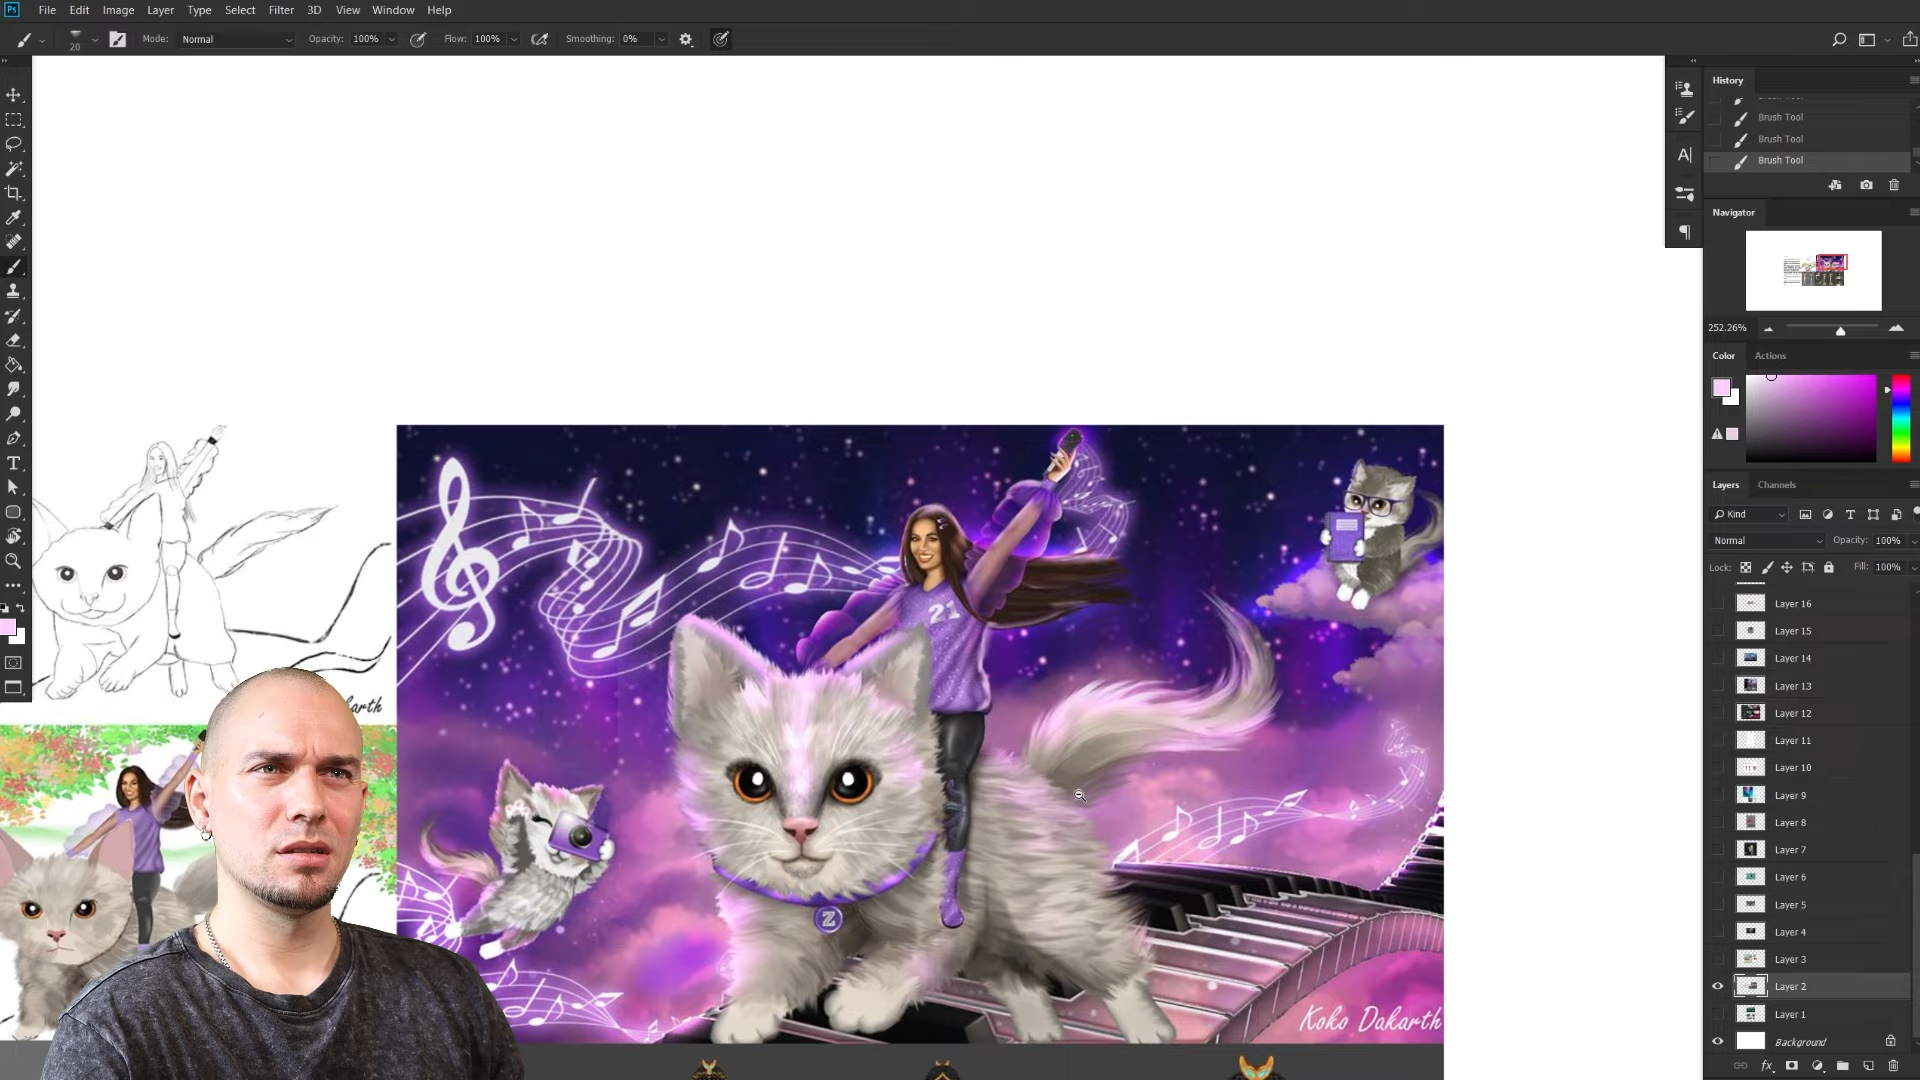 Ps File Edit Image Layer Type Select Filter 3D View Window Help
20 Mode: Normal Opacity: 100% Flow: 100% Smoothing: 0%
History
Brush Tool
Brush Tool
Brush Tool
Navigator
252.26%
Color Actions
Layers Channels
Kind
Normal Opacity: 100%
Lock: Fill: 100%
Layer 16
Layer 15
Layer 14
Layer 13
Layer 12
Layer 11
Layer 10
Layer 9
Layer 8
Layer 7
Layer 6
Layer 5
Layer 4
Layer 3
Layer 2
Layer 1
Background
fx
21
Z
Koko Dakarth